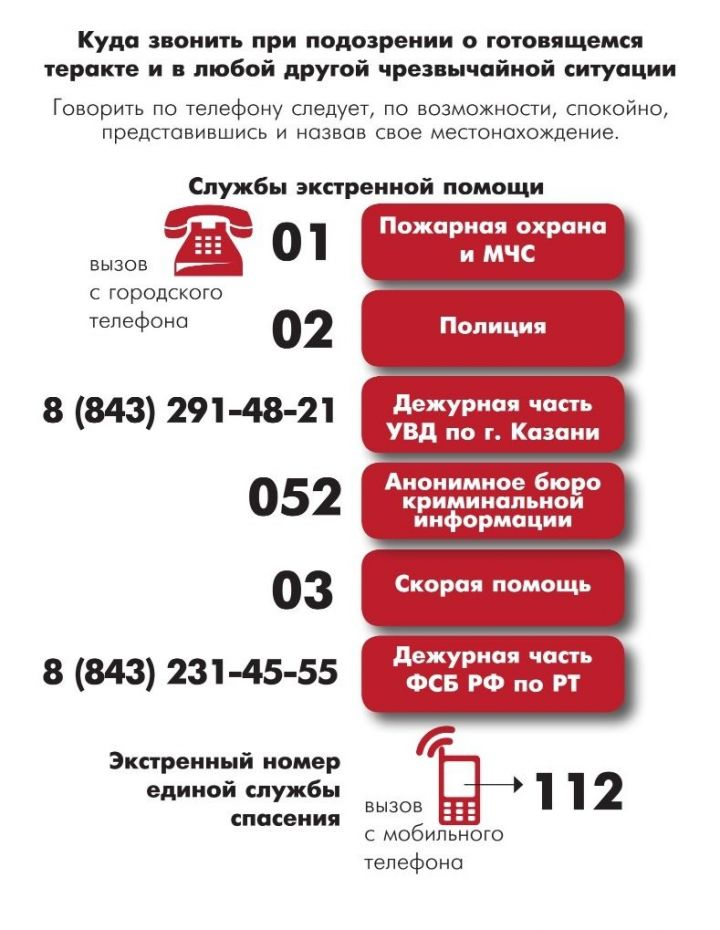 Куда звонить при подозрении о готовящемся
теракте и в любой другой чрезвычайной ситуации
Говорить по телефону следует, по возможности, спокойно,
представившись и назвав свое местонахождение.
Службы экстренной помощи
вызов
с городского
телефона
01
Пожарная охрана
и МЧС
02
Полиция
8 (843) 291-48-21
Дежурная часть
УВД по г. Казани
052
Анонимное бюро
криминальной
информации
03
Скорая помощь
8 (843) 231-45-55
Дежурная часть
ФСБ РФ по РТ
Экстренный номер
единой службы
спасения
вызов
с мобильного
телефона
112